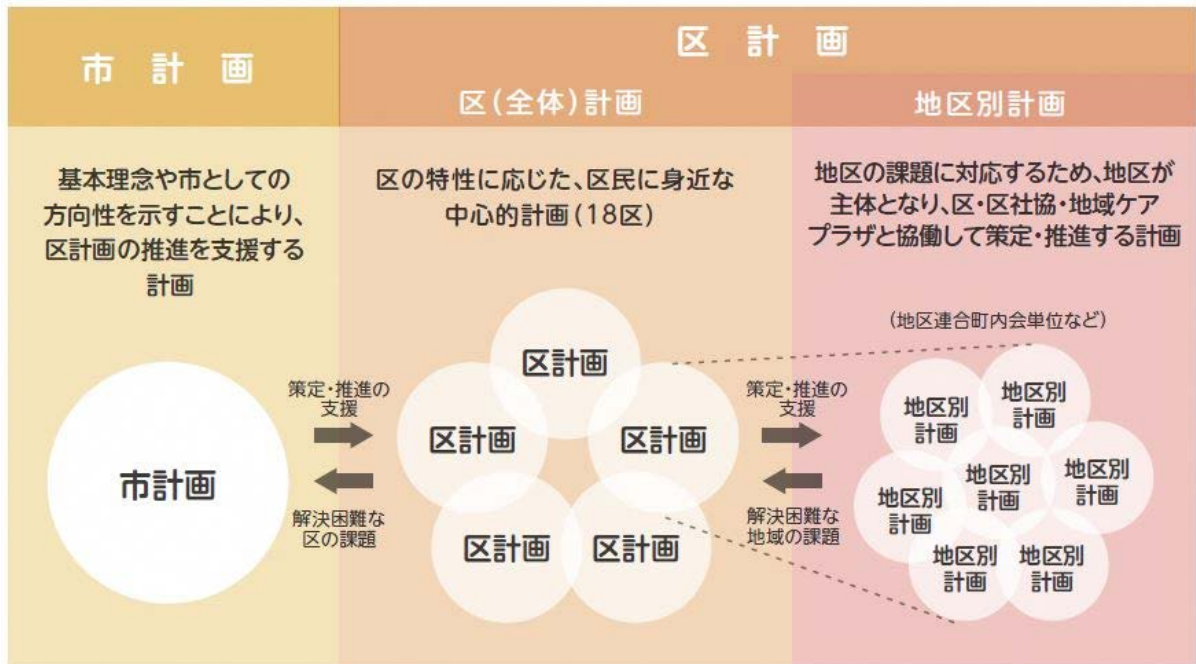 市計画
区計画
区(全体)計画
地区別計画
基本理念や市としての
方向性を示すことにより、
区計画の推進を支援する
計画
区の特性に応じた、区民に身近な
中心的計画(18区)
地区の課題に対応するため、地区が
主体となり、区・区社協・地域ケア
プラザと協働して策定・推進する計画
(地区連合町内会単位など)
市計画
策定・推進の
支援
解決困難な
区の課題
区計画
区計画
区計画
区計画
区計画
策定・推進の
支援
解決困難な
地域の課題
地区別
計画
地区別
計画
地区別
計画
地区別
計画
地区別
計画
地区別
計画
地区別
計画